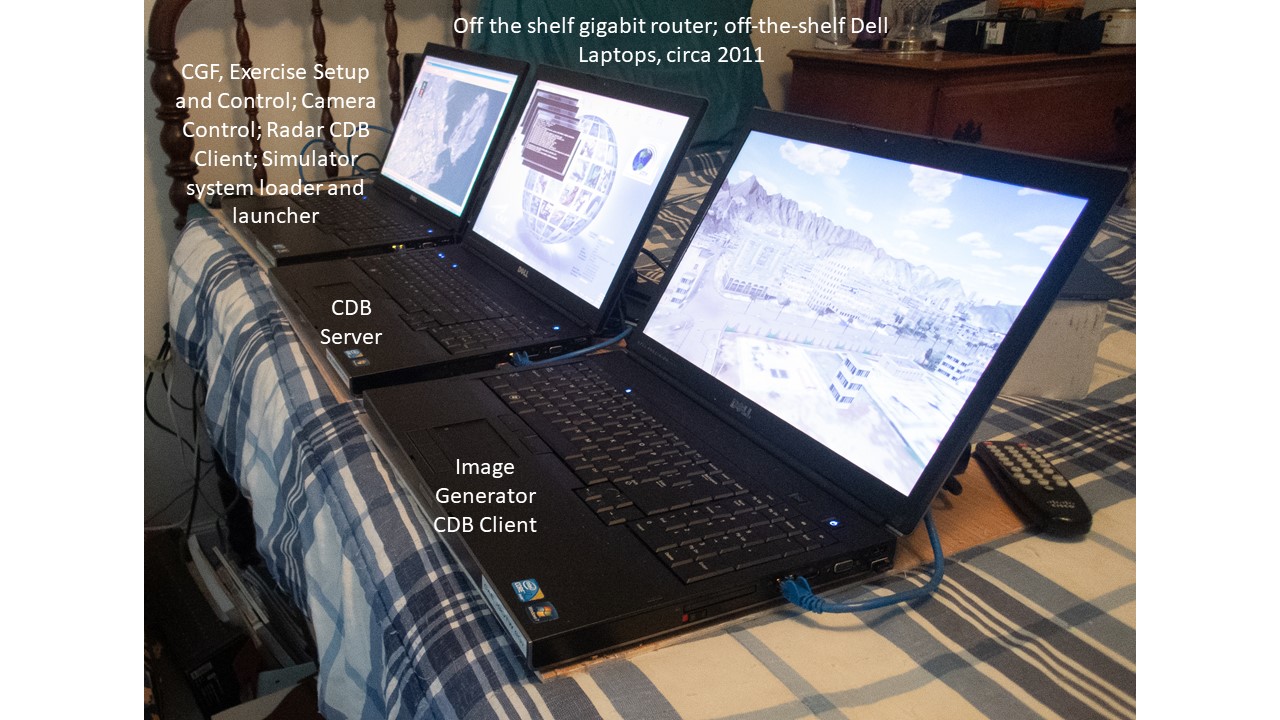 Off the shelf gigabit router; off-the-shelf Dell
Laptops, circa 2011
CGF, Exercise Setup
and Control; Camera
Control; Radar CDB
Client; Simulator
system loader and
launcher
CDB
Server
Image
Generator
CDB Client
DELL
DELL